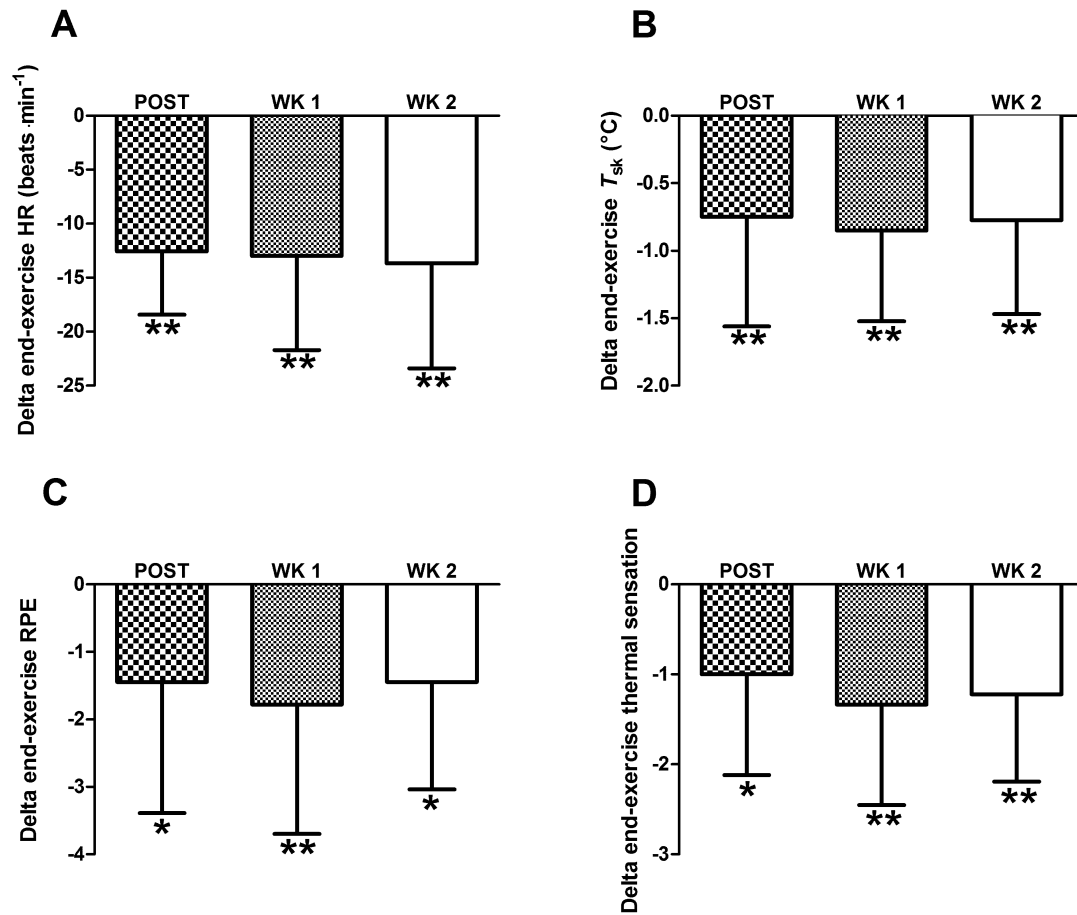 A
Delta end-exercise HR (beats·min⁻¹)
POST WK 1 WK 2
0
-5
-10
-15
-20
-25
**
**
**
B
Delta end-exercise Tsk (°C)
POST WK 1 WK 2
0.0
-0.5
-1.0
-1.5
-2.0
**
**
**
C
Delta end-exercise RPE
POST WK 1 WK 2
0
-1
-2
-3
-4
*
**
*
D
Delta end-exercise thermal sensation
POST WK 1 WK 2
0
-1
-2
-3
*
**
**